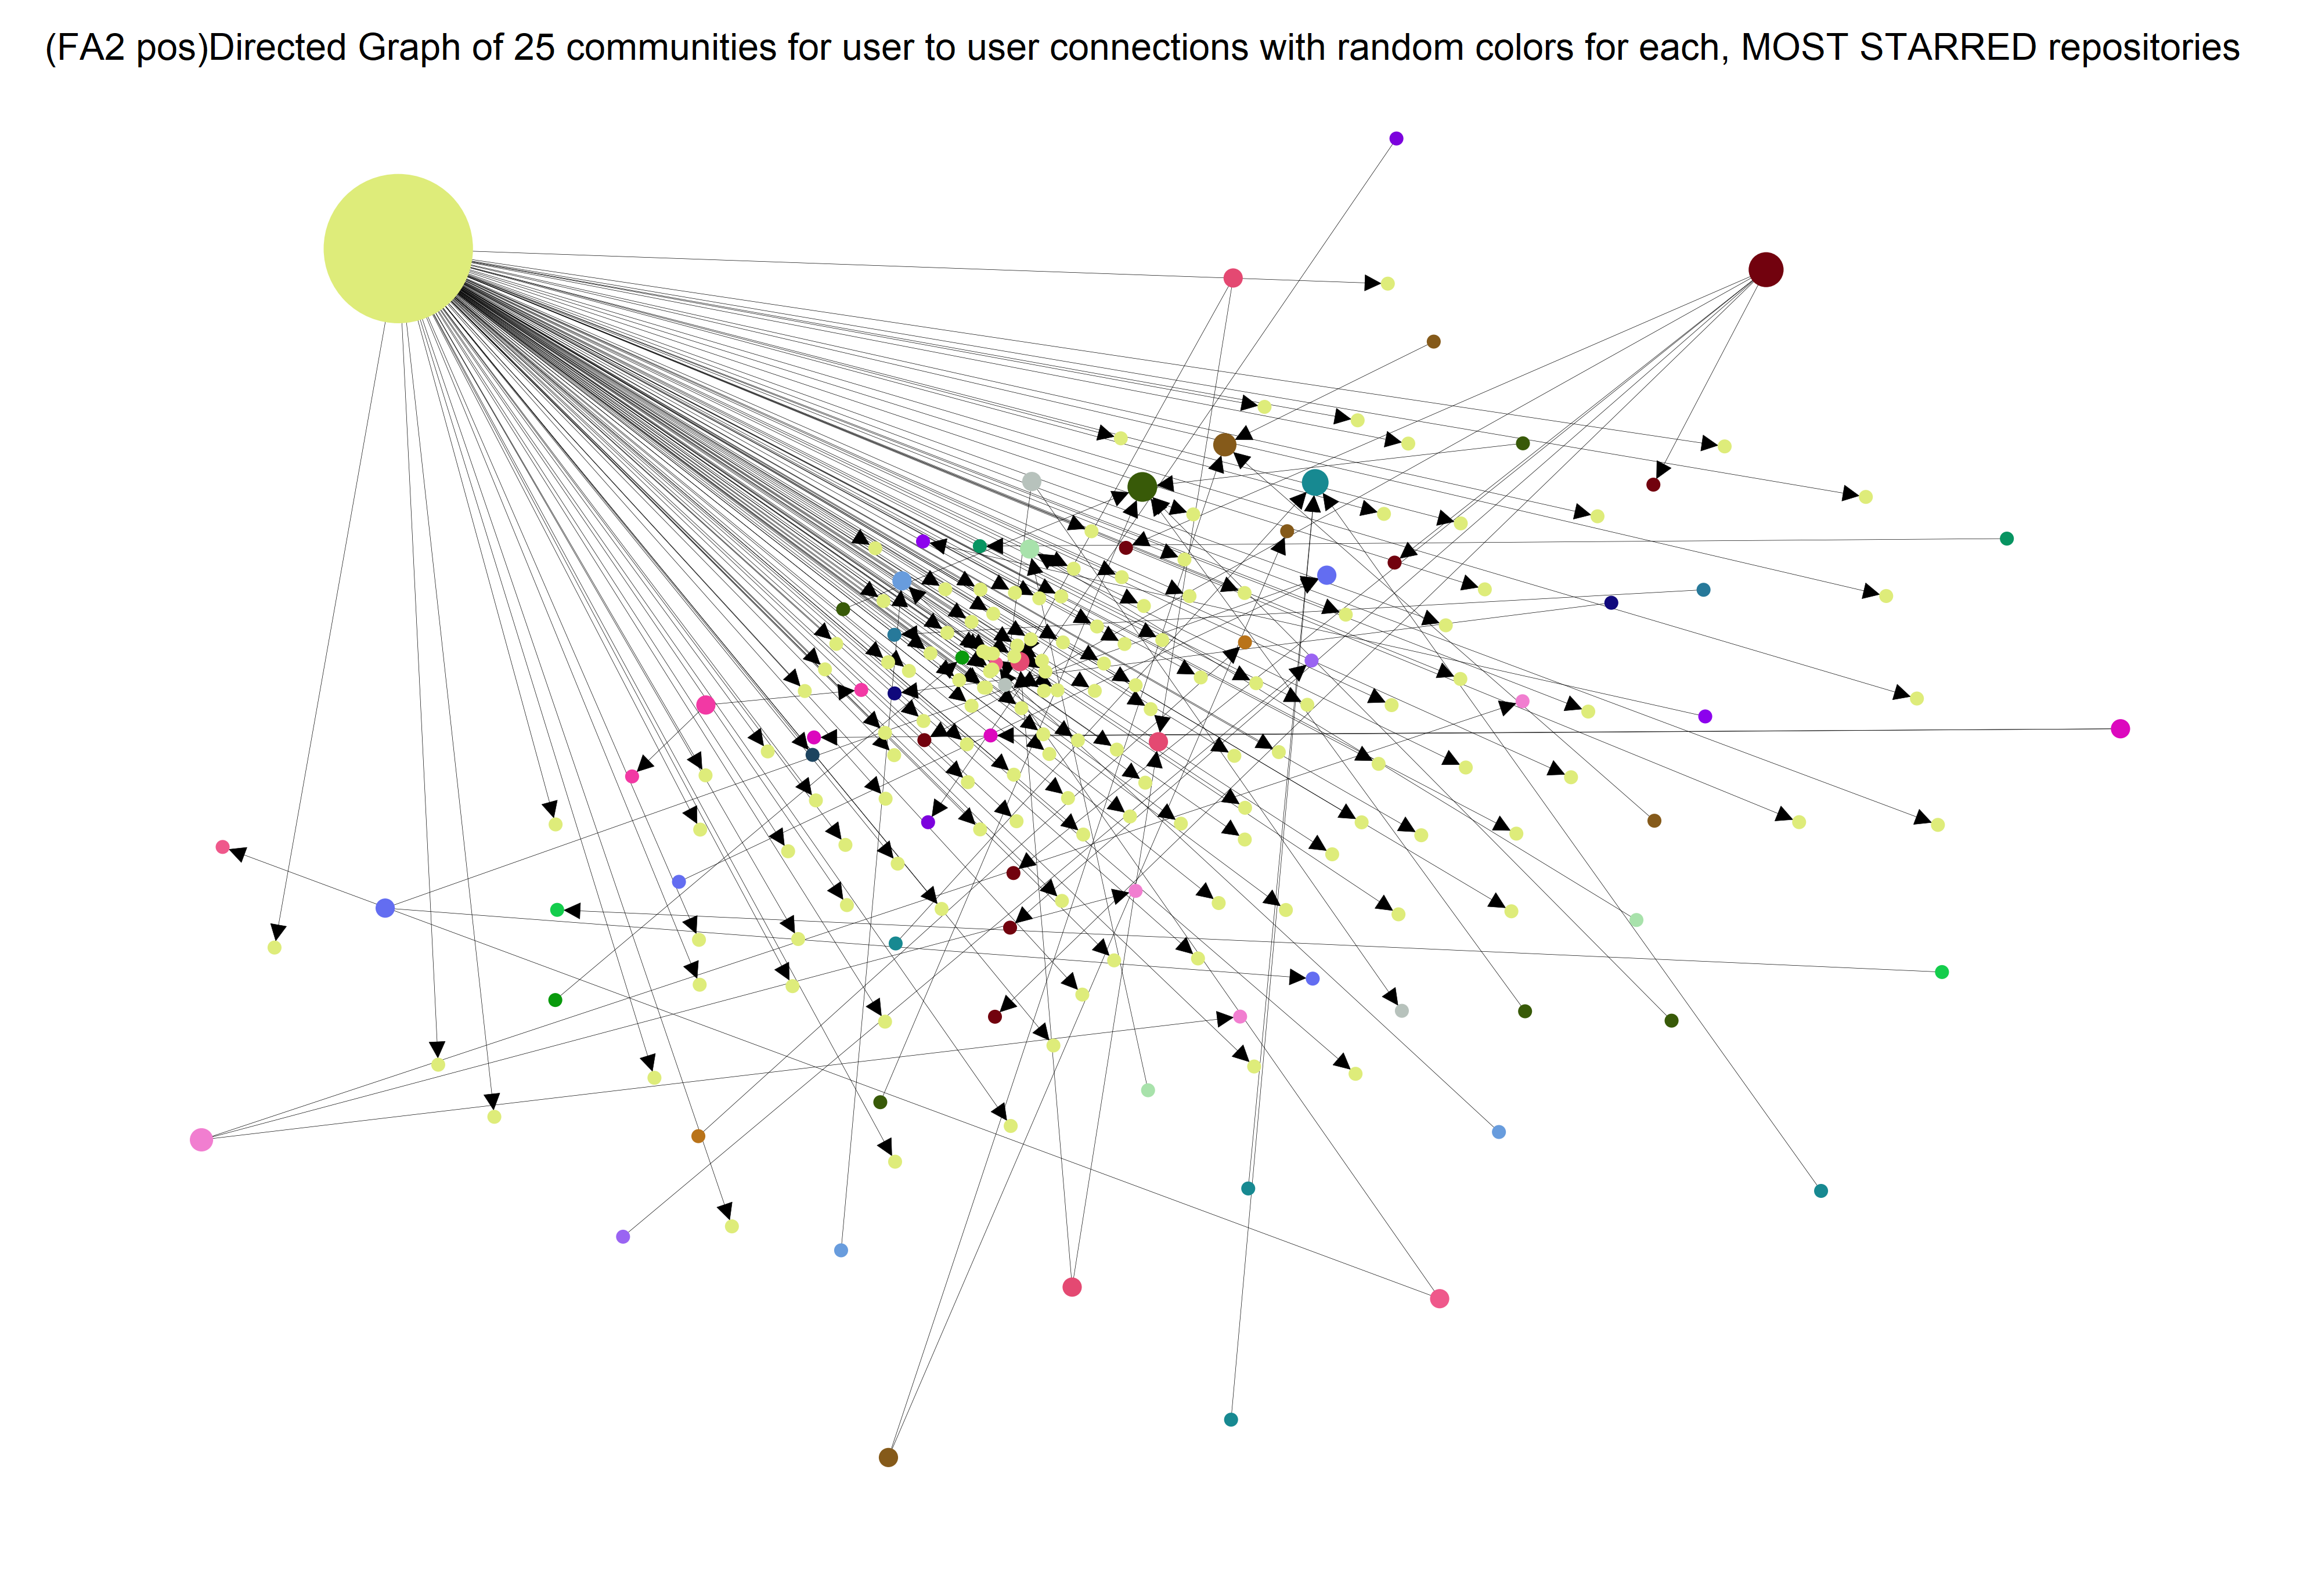 (FA2 pos)Directed Graph of 25 communities for user to user connections with random colors for each, MOST STARRED repositories